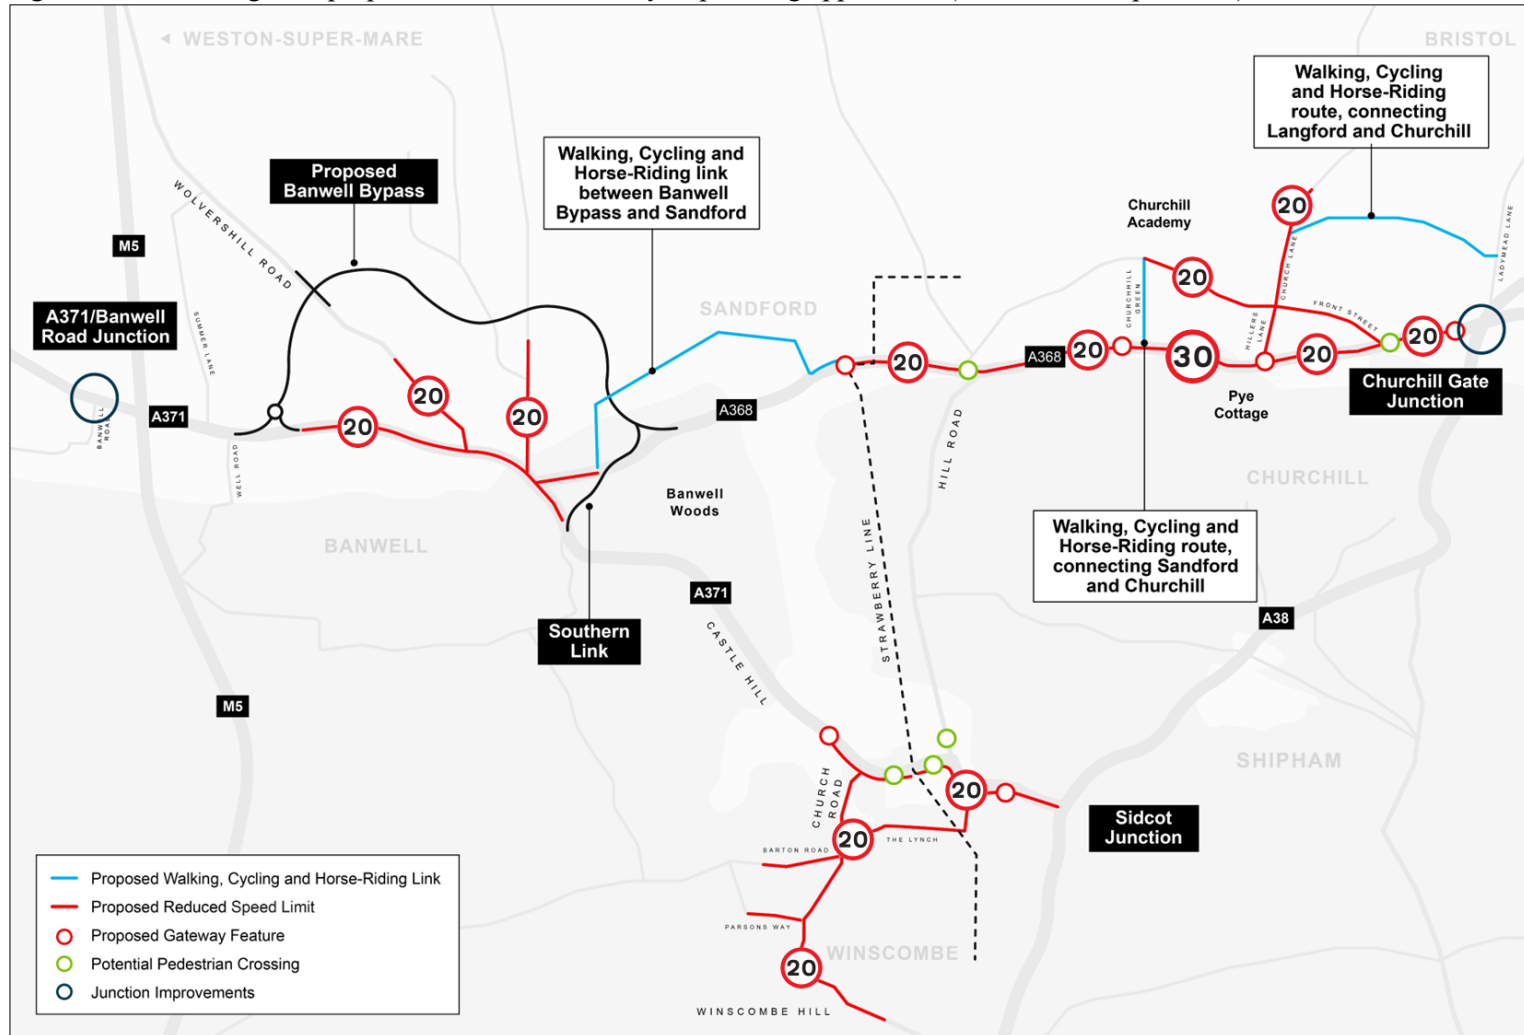 WESTON-SUPER-MARE
BRISTOL
Walking, Cycling
and Horse-Riding
route, connecting
Langford and Churchill
Proposed
Banwell Bypass
Walking, Cycling and
Horse-Riding link
between Banwell
Bypass and Sandford
WOLVERSHILL ROAD
Churchill
Academy
20
CHURCH LANE
LADYMEAD LANE
M5
A371/Banwell
Road Junction
SUMMER LANE
SANDFORD
CHURCHHILL
GREEN
20
FRONT STREET
HILLERS
LANE
20
A368
20
30
20
20
Churchill Gate
Junction
Pye
Cottage
BANWELL
ROAD
A371
20
20
20
A368
HILL ROAD
WELL ROAD
Banwell
Woods
CHURCHILL
BANWELL
STRAWBERRY LINE
Walking, Cycling and
Horse-Riding route,
connecting Sandford
and Churchill
A371
CASTLE HILL
A38
Southern
Link
M5
SHIPHAM
CHURCH
ROAD
20
Sidcot
Junction
20
THE LYNCH
BARTON ROAD
PARSONS WAY
WINSCOMBE
20
WINSCOMBE HILL
Proposed Walking, Cycling and Horse-Riding Link
Proposed Reduced Speed Limit
Proposed Gateway Feature
Potential Pedestrian Crossing
Junction Improvements